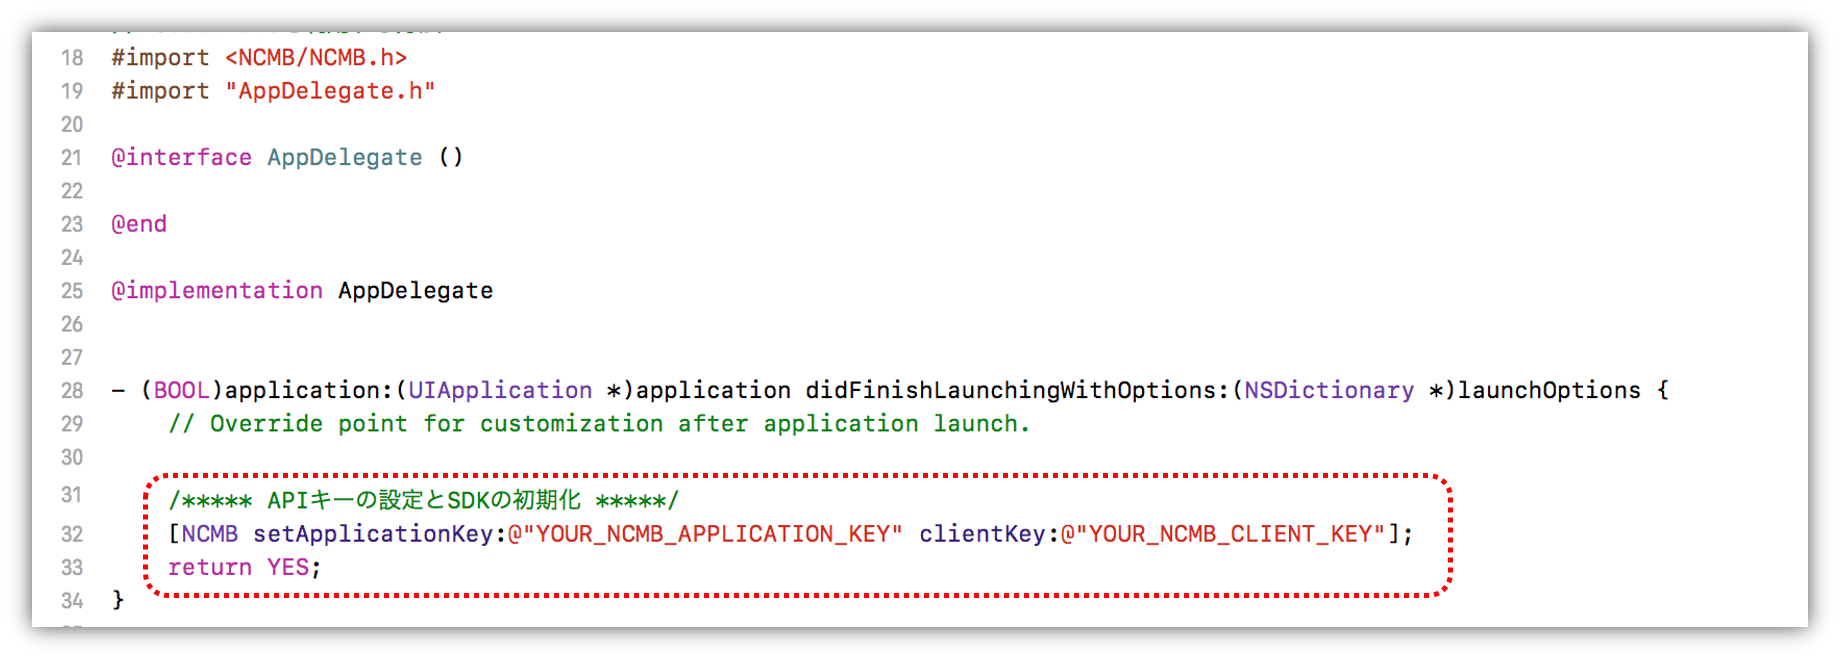 18 #import <NCMB/NCMB.h>
19 #import "AppDelegate.h"
20
21 @interface AppDelegate ()
22
23 @end
24
25 @implementation AppDelegate
26
27
28 - (BOOL)application:(UIApplication *)application didFinishLaunchingWithOptions:(NSDictionary *)launchOptions {
29 // Override point for customization after application launch.
30
31 /***** APIキーの設定とSDKの初期化 *****/
32 [NCMB setApplicationKey:@"YOUR_NCMB_APPLICATION_KEY" clientKey:@"YOUR_NCMB_CLIENT_KEY"];
33 return YES;
34 }